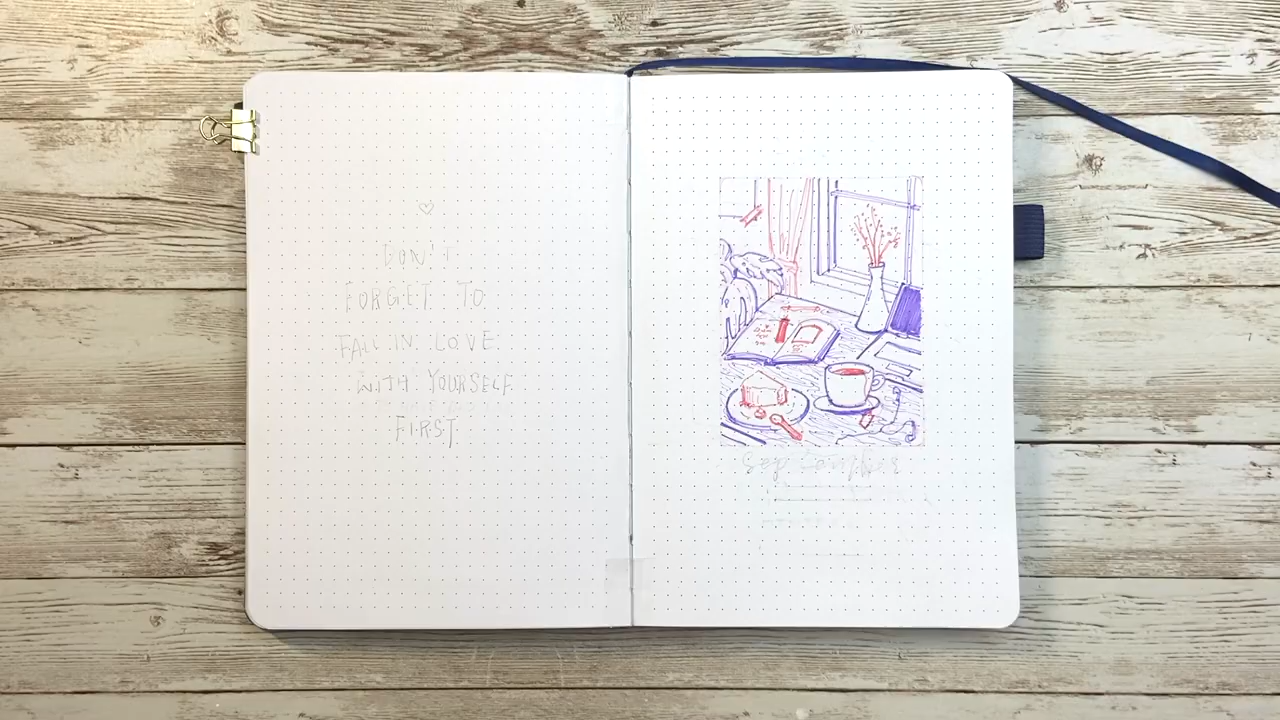 DON'T
FORGET TO
FALL IN LOVE
WITH YOURSELF
FIRST